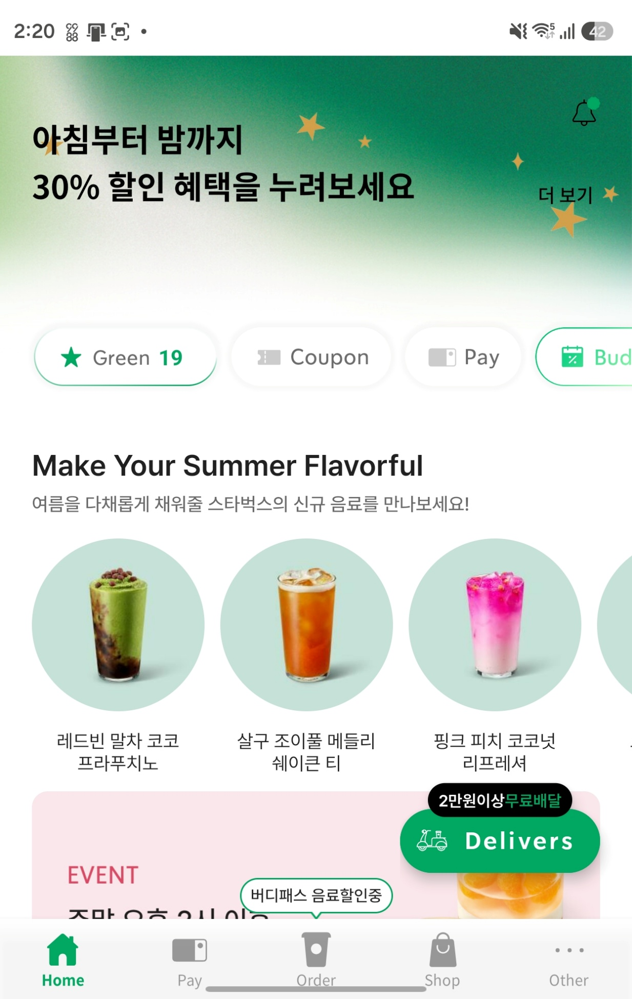 2:20
42
아침부터 밤까지
30% 할인 혜택을 누려보세요
더 보기
Green 19
Coupon
Pay
Bud
Make Your Summer Flavorful
여름을 다채롭게 채워줄 스타벅스의 신규 음료를 만나보세요!
레드빈 말차 코코
프라푸치노
살구 조이풀 메들리
쉐이큰 티
핑크 피치 코코넛
리프레셔
2만원이상무료배달
Delivers
EVENT
버디패스 음료할인중
Home
Pay
Order
Shop
Other